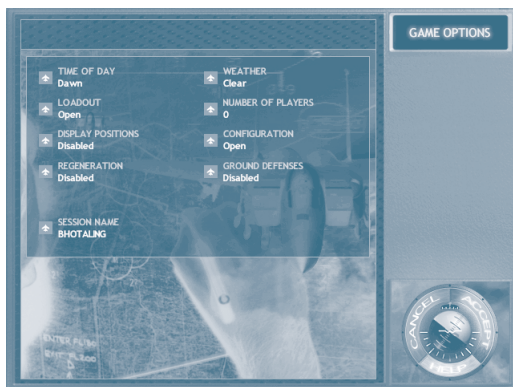 GAME OPTIONS
TIME OF DAY
Dawn
WEATHER
Clear
LOADOUT
Open
NUMBER OF PLAYERS
0
DISPLAY POSITIONS
Disabled
CONFIGURATION
Open
REGENERATION
Disabled
GROUND DEFENSES
Disabled
SESSION NAME
BHOTALING
CANCEL
ACCEPT
HELP